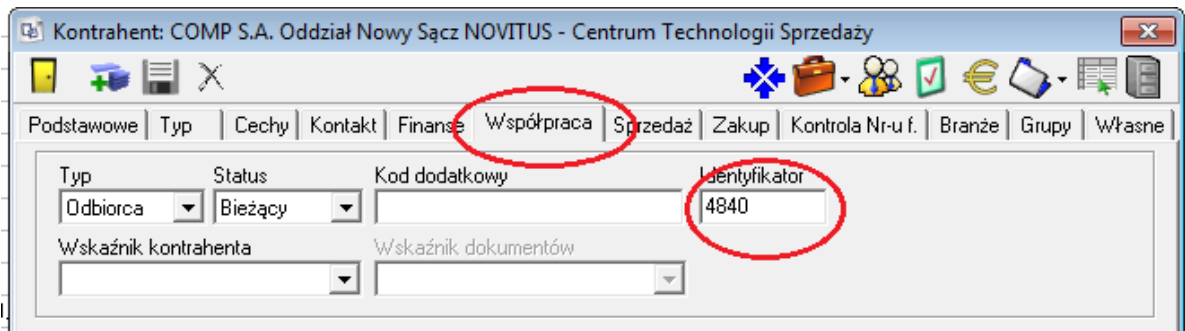 Kontrahent: COMP S.A. Oddział Nowy Sącz NOVITUS - Centrum Technologii Sprzedaży
Podstawowe Typ Cechy Kontakt Finanse Współpraca Sprzedaż Zakup Kontrola Nr-u f. Branże Grupy Własne
Typ Status Kod dodatkowy Identyfikator
Odbiorca Bieżący 4840
Wskaźnik kontrahenta Wskaźnik dokumentów